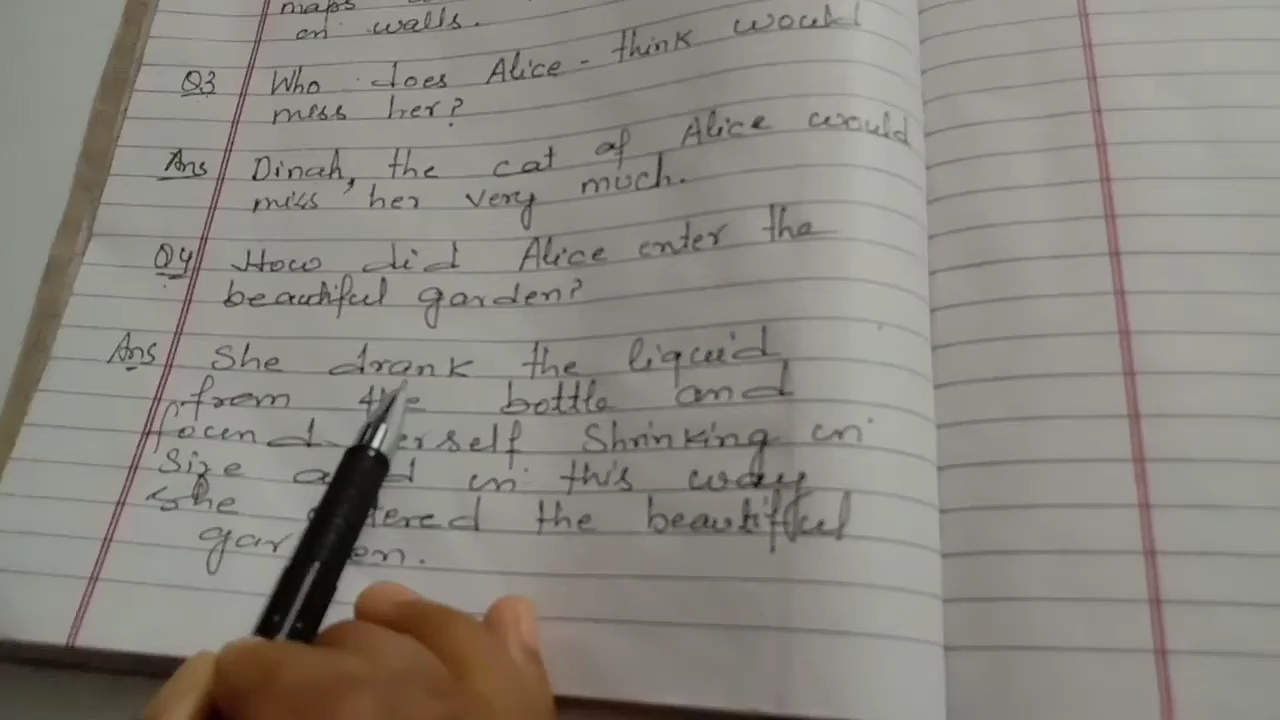 maps
on walls.
Q3 Who does Alice - think would
miss her?
Ans Dinah, the cat of Alice would
miss her very much.
Q4 How did Alice enter the
beautiful garden?
Ans She drank the liquid
from the bottle and
found herself Shrinking in
Size and in this way
she entered the beautiful
garden.